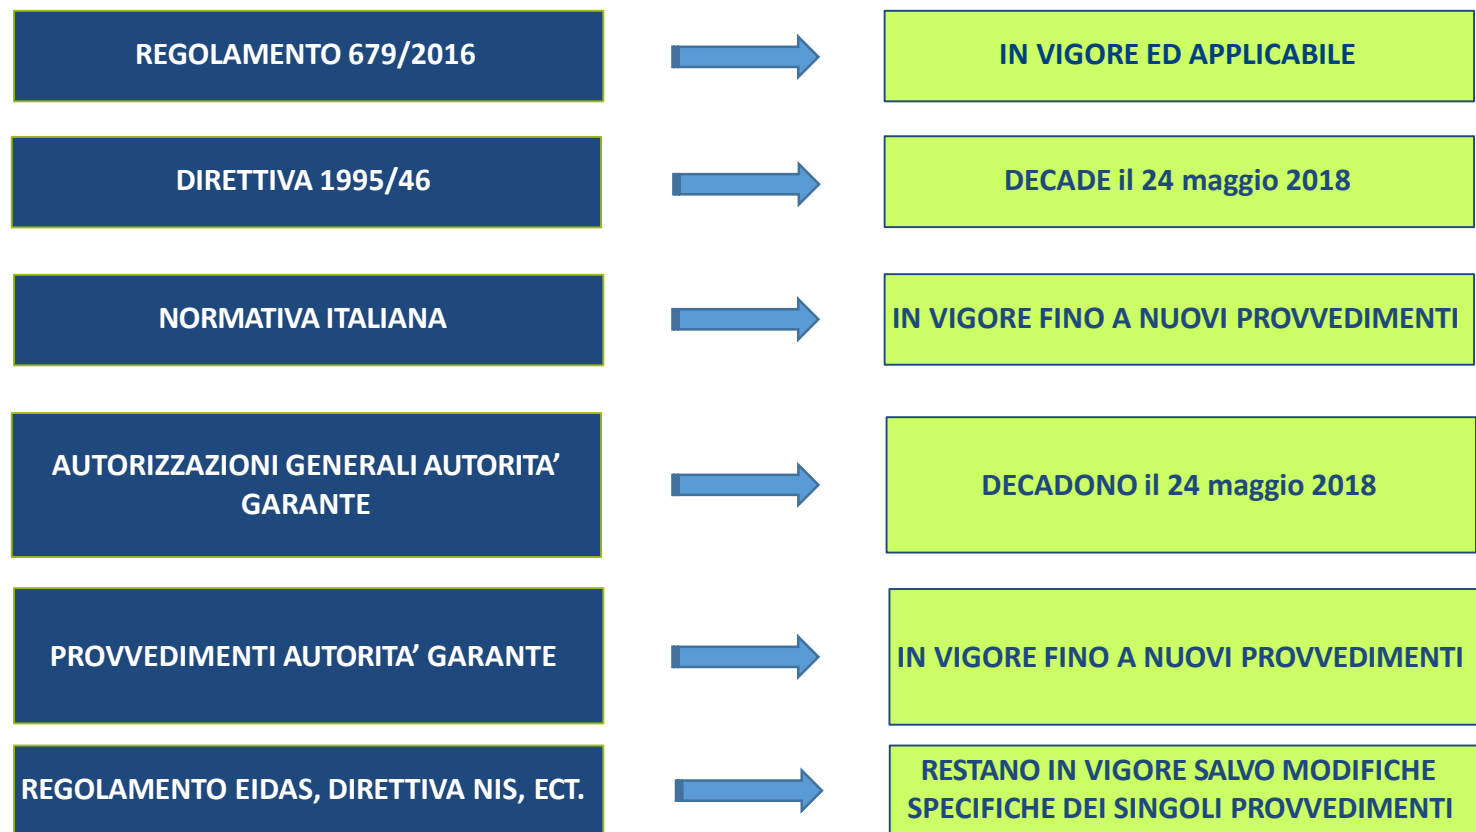 REGOLAMENTO 679/2016
IN VIGORE ED APPLICABILE
DIRETTIVA 1995/46
DECADE il 24 maggio 2018
NORMATIVA ITALIANA
IN VIGORE FINO A NUOVI PROVVEDIMENTI
AUTORIZZAZIONI GENERALI AUTORITA’
GARANTE
DECADONO il 24 maggio 2018
PROVVEDIMENTI AUTORITA’ GARANTE
IN VIGORE FINO A NUOVI PROVVEDIMENTI
REGOLAMENTO EIDAS, DIRETTIVA NIS, ECT.
RESTANO IN VIGORE SALVO MODIFICHE
SPECIFICHE DEI SINGOLI PROVVEDIMENTI